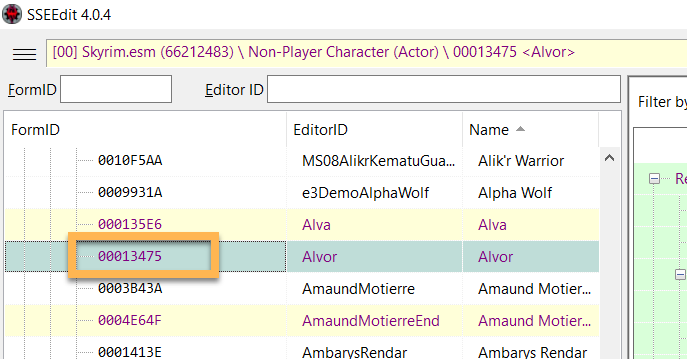 SSEEdit 4.0.4
[00] Skyrim.esm (66212483) \ Non-Player Character (Actor) \ 00013475 <Alvor>
FormID Editor ID
Filter by
FormID EditorID Name
0010F5AA MS08AlikrKematuGua... Alik'r Warrior
0009931A e3DemoAlphaWolf Alpha Wolf
000135E6 Alva Alva
00013475 Alvor Alvor
0003B43A AmaundMotierre Amaund Motier...
0004E64F AmaundMotierreEnd Amaund Motier...
0001413E AmbarysRendar Ambarys Rendar